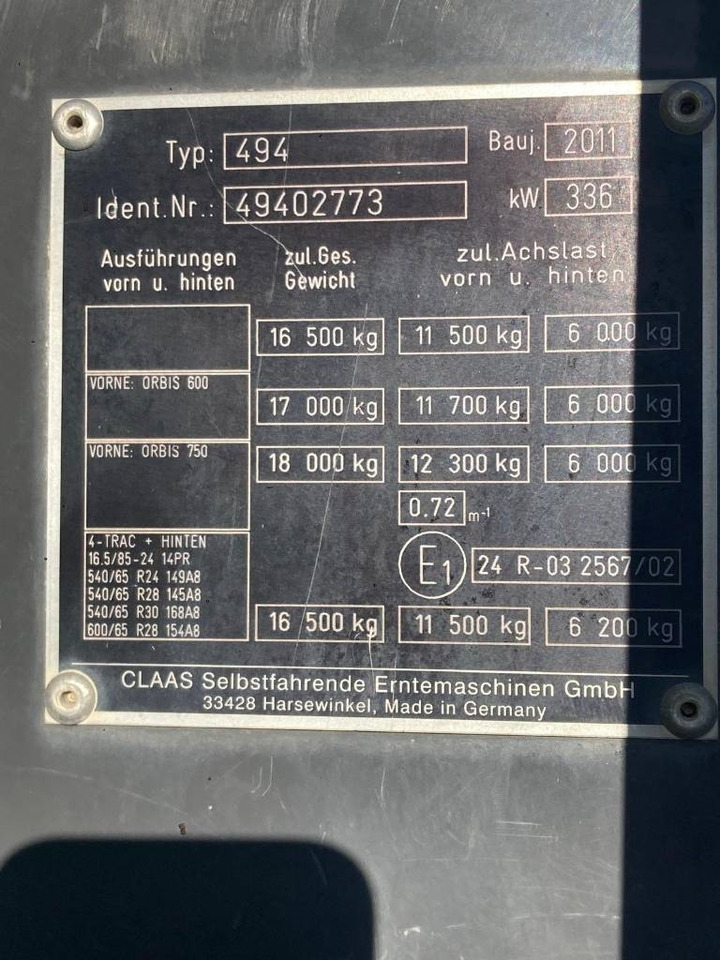 Typ: 494 Bauj. 2011
Ident.Nr.: 49402773 kW 336
Ausführungen zul.Ges. zul.Achslast
vorn u. hinten Gewicht vorn u. hinten
16 500 kg 11 500 kg 6 000 kg
VORNE: ORBIS 600
17 000 kg 11 700 kg 6 000 kg
VORNE: ORBIS 750
18 000 kg 12 300 kg 6 000 kg
0.72 m-1
4-TRAC + HINTEN
16.5/85-24 14PR
540/65 R24 149A8
540/65 R28 145A8
540/65 R30 168A8
600/65 R28 154A8
E1 24 R-03 2567/02
16 500 kg 11 500 kg 6 200 kg
CLAAS Selbstfahrende Erntemaschinen GmbH
33428 Harsewinkel, Made in Germany